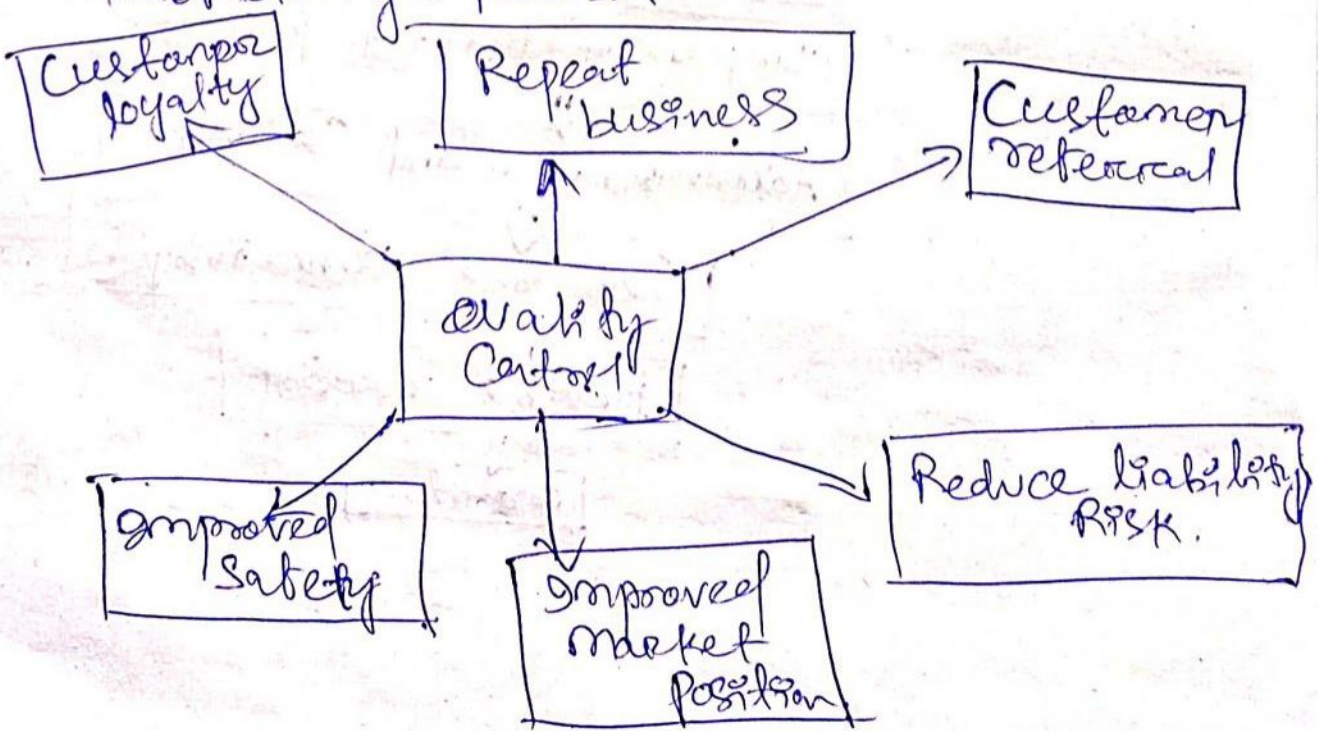 Customer
loyalty
Repeat
business
Customer
referral
Quality
Control
Improved
Safety
Improved
market
position
Reduce liability
Risk.